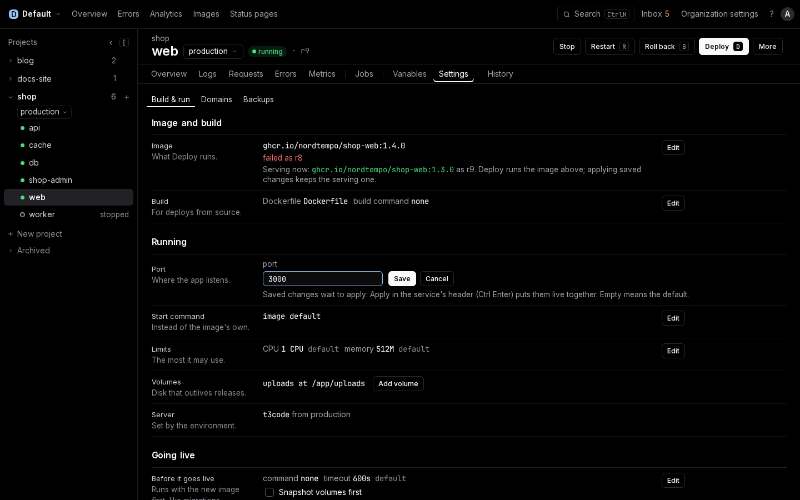 Default
Overview
Errors
Analytics
Images
Status pages
Search CtrlK
Inbox 5
Organization settings
?
A
Projects
blog 2
docs-site 1
shop 6 +
production
api
cache
db
shop-admin
web
worker stopped
+ New project
Archived
shop
web production running · r9
Stop
Restart R
Roll back B
Deploy D
More
Overview
Logs
Requests
Errors
Metrics
Jobs
Variables
Settings
History
Build & run
Domains
Backups
Image and build
Image
What Deploy runs.
ghcr.io/nordtempo/shop-web:1.4.0
failed as r8
Serving now: ghcr.io/nordtempo/shop-web:1.3.0 as r9. Deploy runs the image above; applying saved
changes keeps the serving one.
Edit
Build
For deploys from source.
Dockerfile Dockerfile build command none
Edit
Running
Port
Where the app listens.
port
3000
Save
Cancel
Saved changes wait to apply. Apply in the service's header (Ctrl Enter) puts them live together. Empty means the default.
Start command
Instead of the image's own.
image default
Edit
Limits
The most it may use.
CPU 1 CPU default memory 512M default
Edit
Volumes
Disk that outlives releases.
uploads at /app/uploads
Add volume
Server
Set by the environment.
t3code from production
Going live
Before it goes live
Runs with the new image
command none timeout 600s default
Snapshot volumes first
Edit